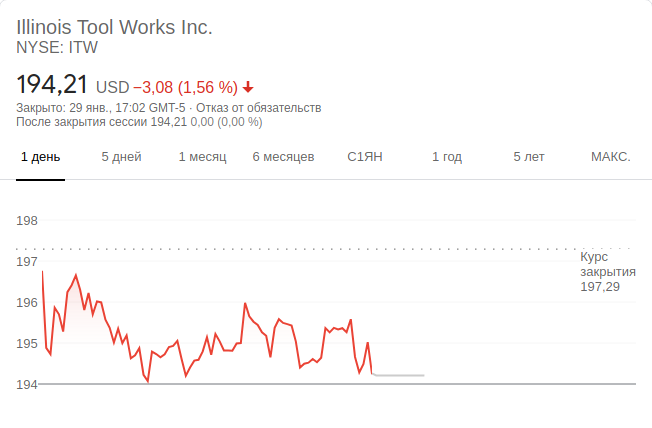 Illinois Tool Works Inc.
NYSE: ITW
194,21 USD −3,08 (1,56 %)
Закрыто: 29 янв., 17:02 GMT-5 · Отказ от обязательств
После закрытия сессии 194,21 0,00 (0,00 %)
1 день 5 дней 1 месяц 6 месяцев С1ЯН 1 год 5 лет МАКС.
198
197
196
195
194
Курс
закрытия
197,29